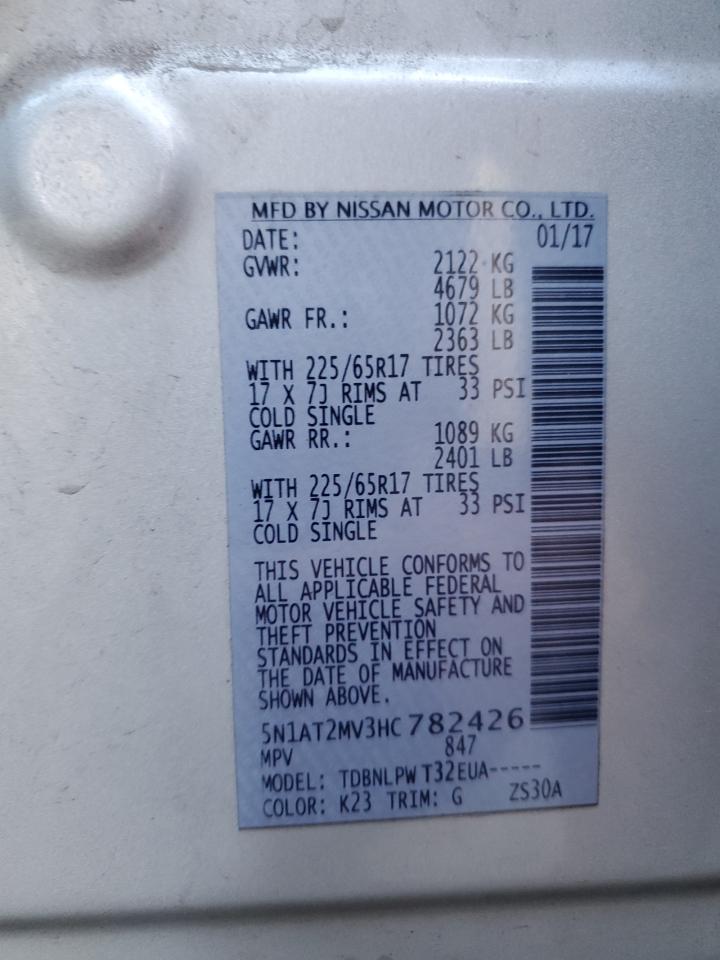 MFD BY NISSAN MOTOR CO., LTD.
DATE: 01/17
GVWR: 2122 KG
4679 LB
GAWR FR.: 1072 KG
2363 LB
WITH 225/65R17 TIRES
17 X 7J RIMS AT 33 PSI
COLD SINGLE
GAWR RR.: 1089 KG
2401 LB
WITH 225/65R17 TIRES
17 X 7J RIMS AT 33 PSI
COLD SINGLE
THIS VEHICLE CONFORMS TO
ALL APPLICABLE FEDERAL
MOTOR VEHICLE SAFETY AND
THEFT PREVENTION
STANDARDS IN EFFECT ON
THE DATE OF MANUFACTURE
SHOWN ABOVE.
5N1AT2MV3HC782426
MPV 847
MODEL: TDBNLPWT32EUA-----
COLOR: K23 TRIM: G ZS30A